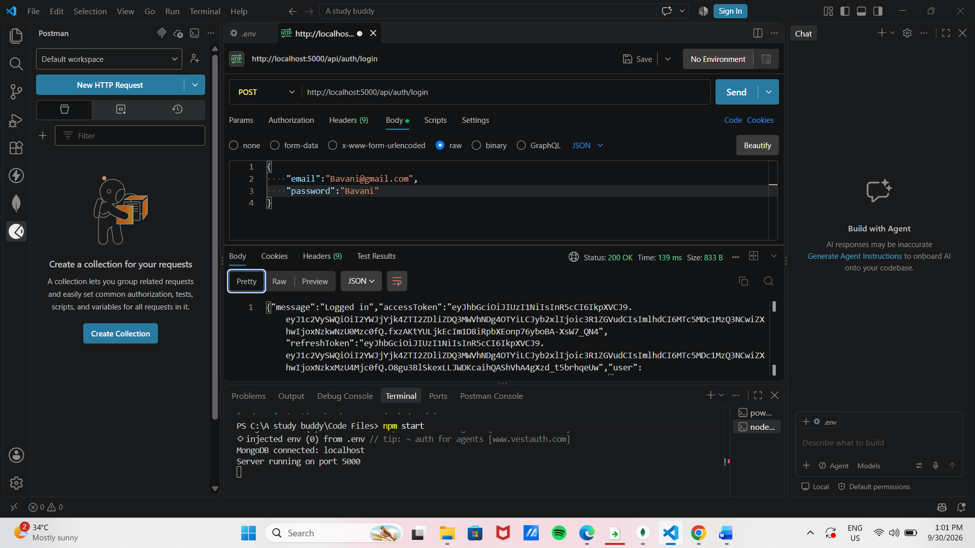 File Edit Selection View Go Run Terminal Help
A study buddy
Sign In
Postman
Default workspace
New HTTP Request
Filter
Create a collection for your requests
A collection lets you group related requests
and easily set common authorization, tests,
scripts, and variables for all requests in it.
Create Collection
.env
http://localhos...
http://localhost:5000/api/auth/login
Save
No Environment
POST
http://localhost:5000/api/auth/login
Send
Params Authorization Headers (9) Body Scripts Settings
Code Cookies
none form-data x-www-form-urlencoded raw binary GraphQL JSON
Beautify
1 {
2 ····"email":"Bavani@gmail.com",
3 ····"password":"Bavani"
4 }
Body Cookies Headers (9) Test Results
Status: 200 OK Time: 139 ms Size: 833 B
Pretty Raw Preview JSON
1 {"message":"Logged in","accessToken":"eyJhbGciOiJIUzI1NiIsInR5cCI6IkpXVCJ9.
"refreshToken":"eyJhbGciOiJIUzI1NiIsInR5cCI6IkpXVCJ9.
"user":
Problems Output Debug Console Terminal Ports Postman Console
PS C:\A study buddy\Code Files> npm start
injected env (0) from .env // tip: ~ auth for agents [www.vestauth.com]
MongoDB connected: localhost
Server running on port 5000
pow...
node...
Chat
Build with Agent
AI responses may be inaccurate
Generate Agent Instructions to onboard AI
onto your codebase.
.env
Describe what to build
Agent Models
Local Default permissions
0 0
2
34°C
Mostly sunny
Search
ENG
US
1:01 PM
9/30/2026